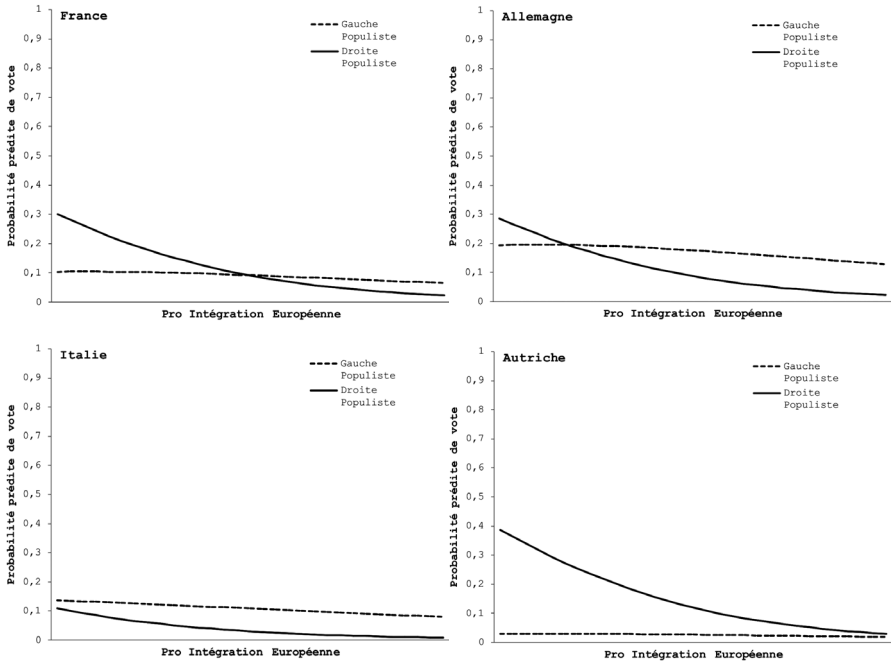 France
Gauche
Populiste
Droite
Populiste
Probabilité prédite de vote
1
0,9
0,8
0,7
0,6
0,5
0,4
0,3
0,2
0,1
0
Pro Intégration Européenne
Allemagne
Gauche
Populiste
Droite
Populiste
Probabilité prédite de vote
1
0,9
0,8
0,7
0,6
0,5
0,4
0,3
0,2
0,1
0
Pro Intégration Européenne
Italie
Gauche
Populiste
Droite
Populiste
Probabilité prédite de vote
1
0,9
0,8
0,7
0,6
0,5
0,4
0,3
0,2
0,1
0
Pro Intégration Européenne
Autriche
Gauche
Populiste
Droite
Populiste
Probabilité prédite de vote
1
0,9
0,8
0,7
0,6
0,5
0,4
0,3
0,2
0,1
0
Pro Intégration Européenne